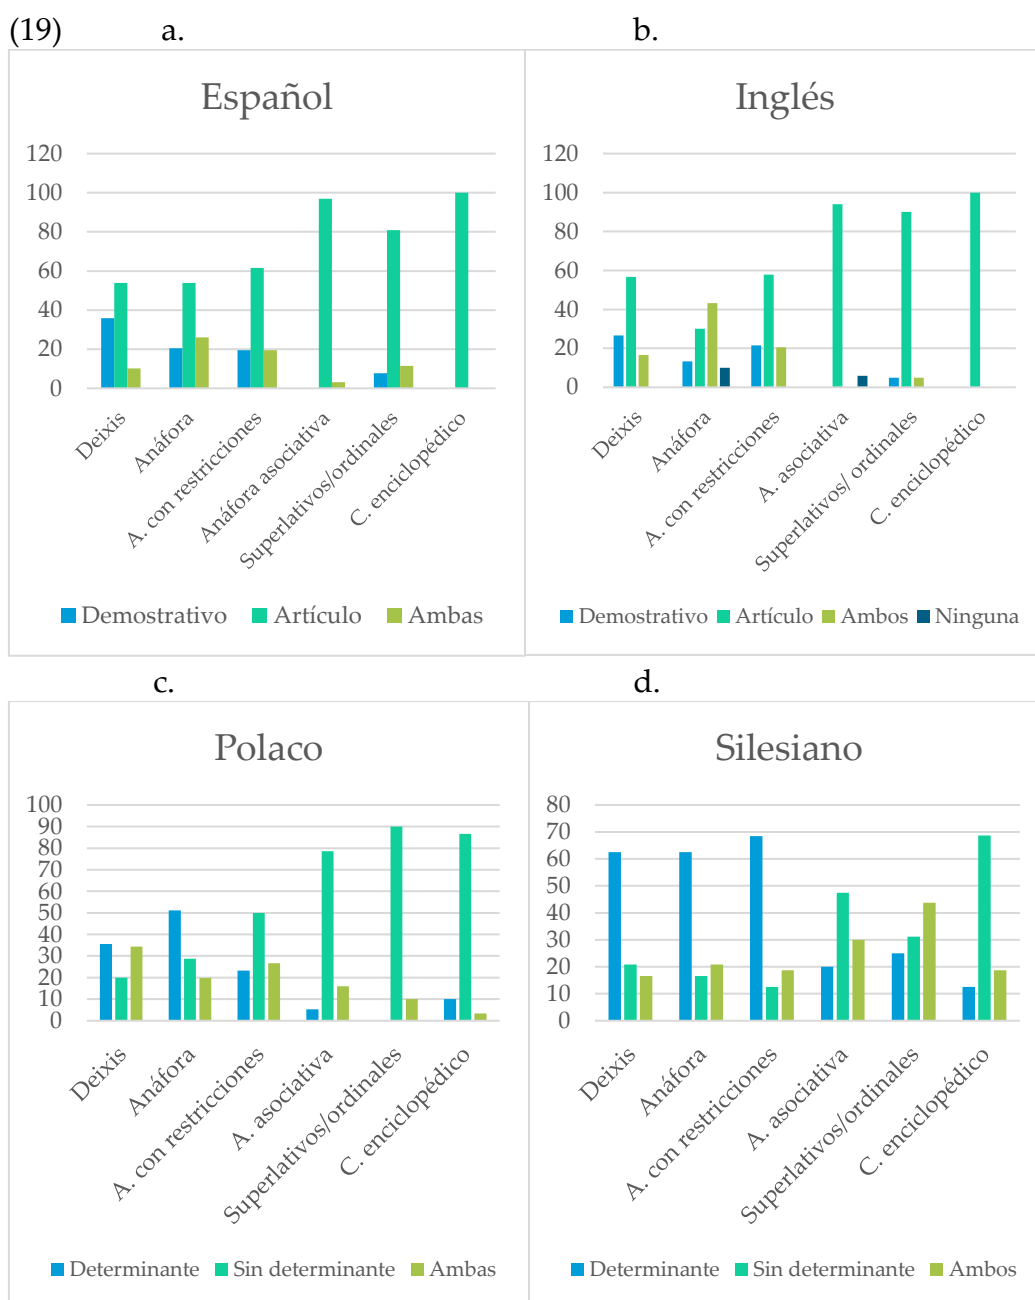 (19) a. b.
Español
120
100
80
60
40
20
0
Deixis
Anáfora
A. con restricciones
Anáfora asociativa
Superlativos/ordinales
C. enciclopédico
Demostrativo Artículo Ambas
Inglés
120
100
80
60
40
20
0
Deixis
Anáfora
A. con restricciones
A. asociativa
Superlativos/ ordinales
C. enciclopédico
Demostrativo Artículo Ambos Ninguna
c. d.
Polaco
100
90
80
70
60
50
40
30
20
10
0
Deixis
Anáfora
A. con restricciones
A. asociativa
Superlativos/ordinales
C. enciclopédico
Determinante Sin determinante Ambas
Silesiano
80
70
60
50
40
30
20
10
0
Deixis
Anáfora
A. con restricciones
A. asociativa
Superlativos/ordinales
C. enciclopédico
Determinante Sin determinante Ambos